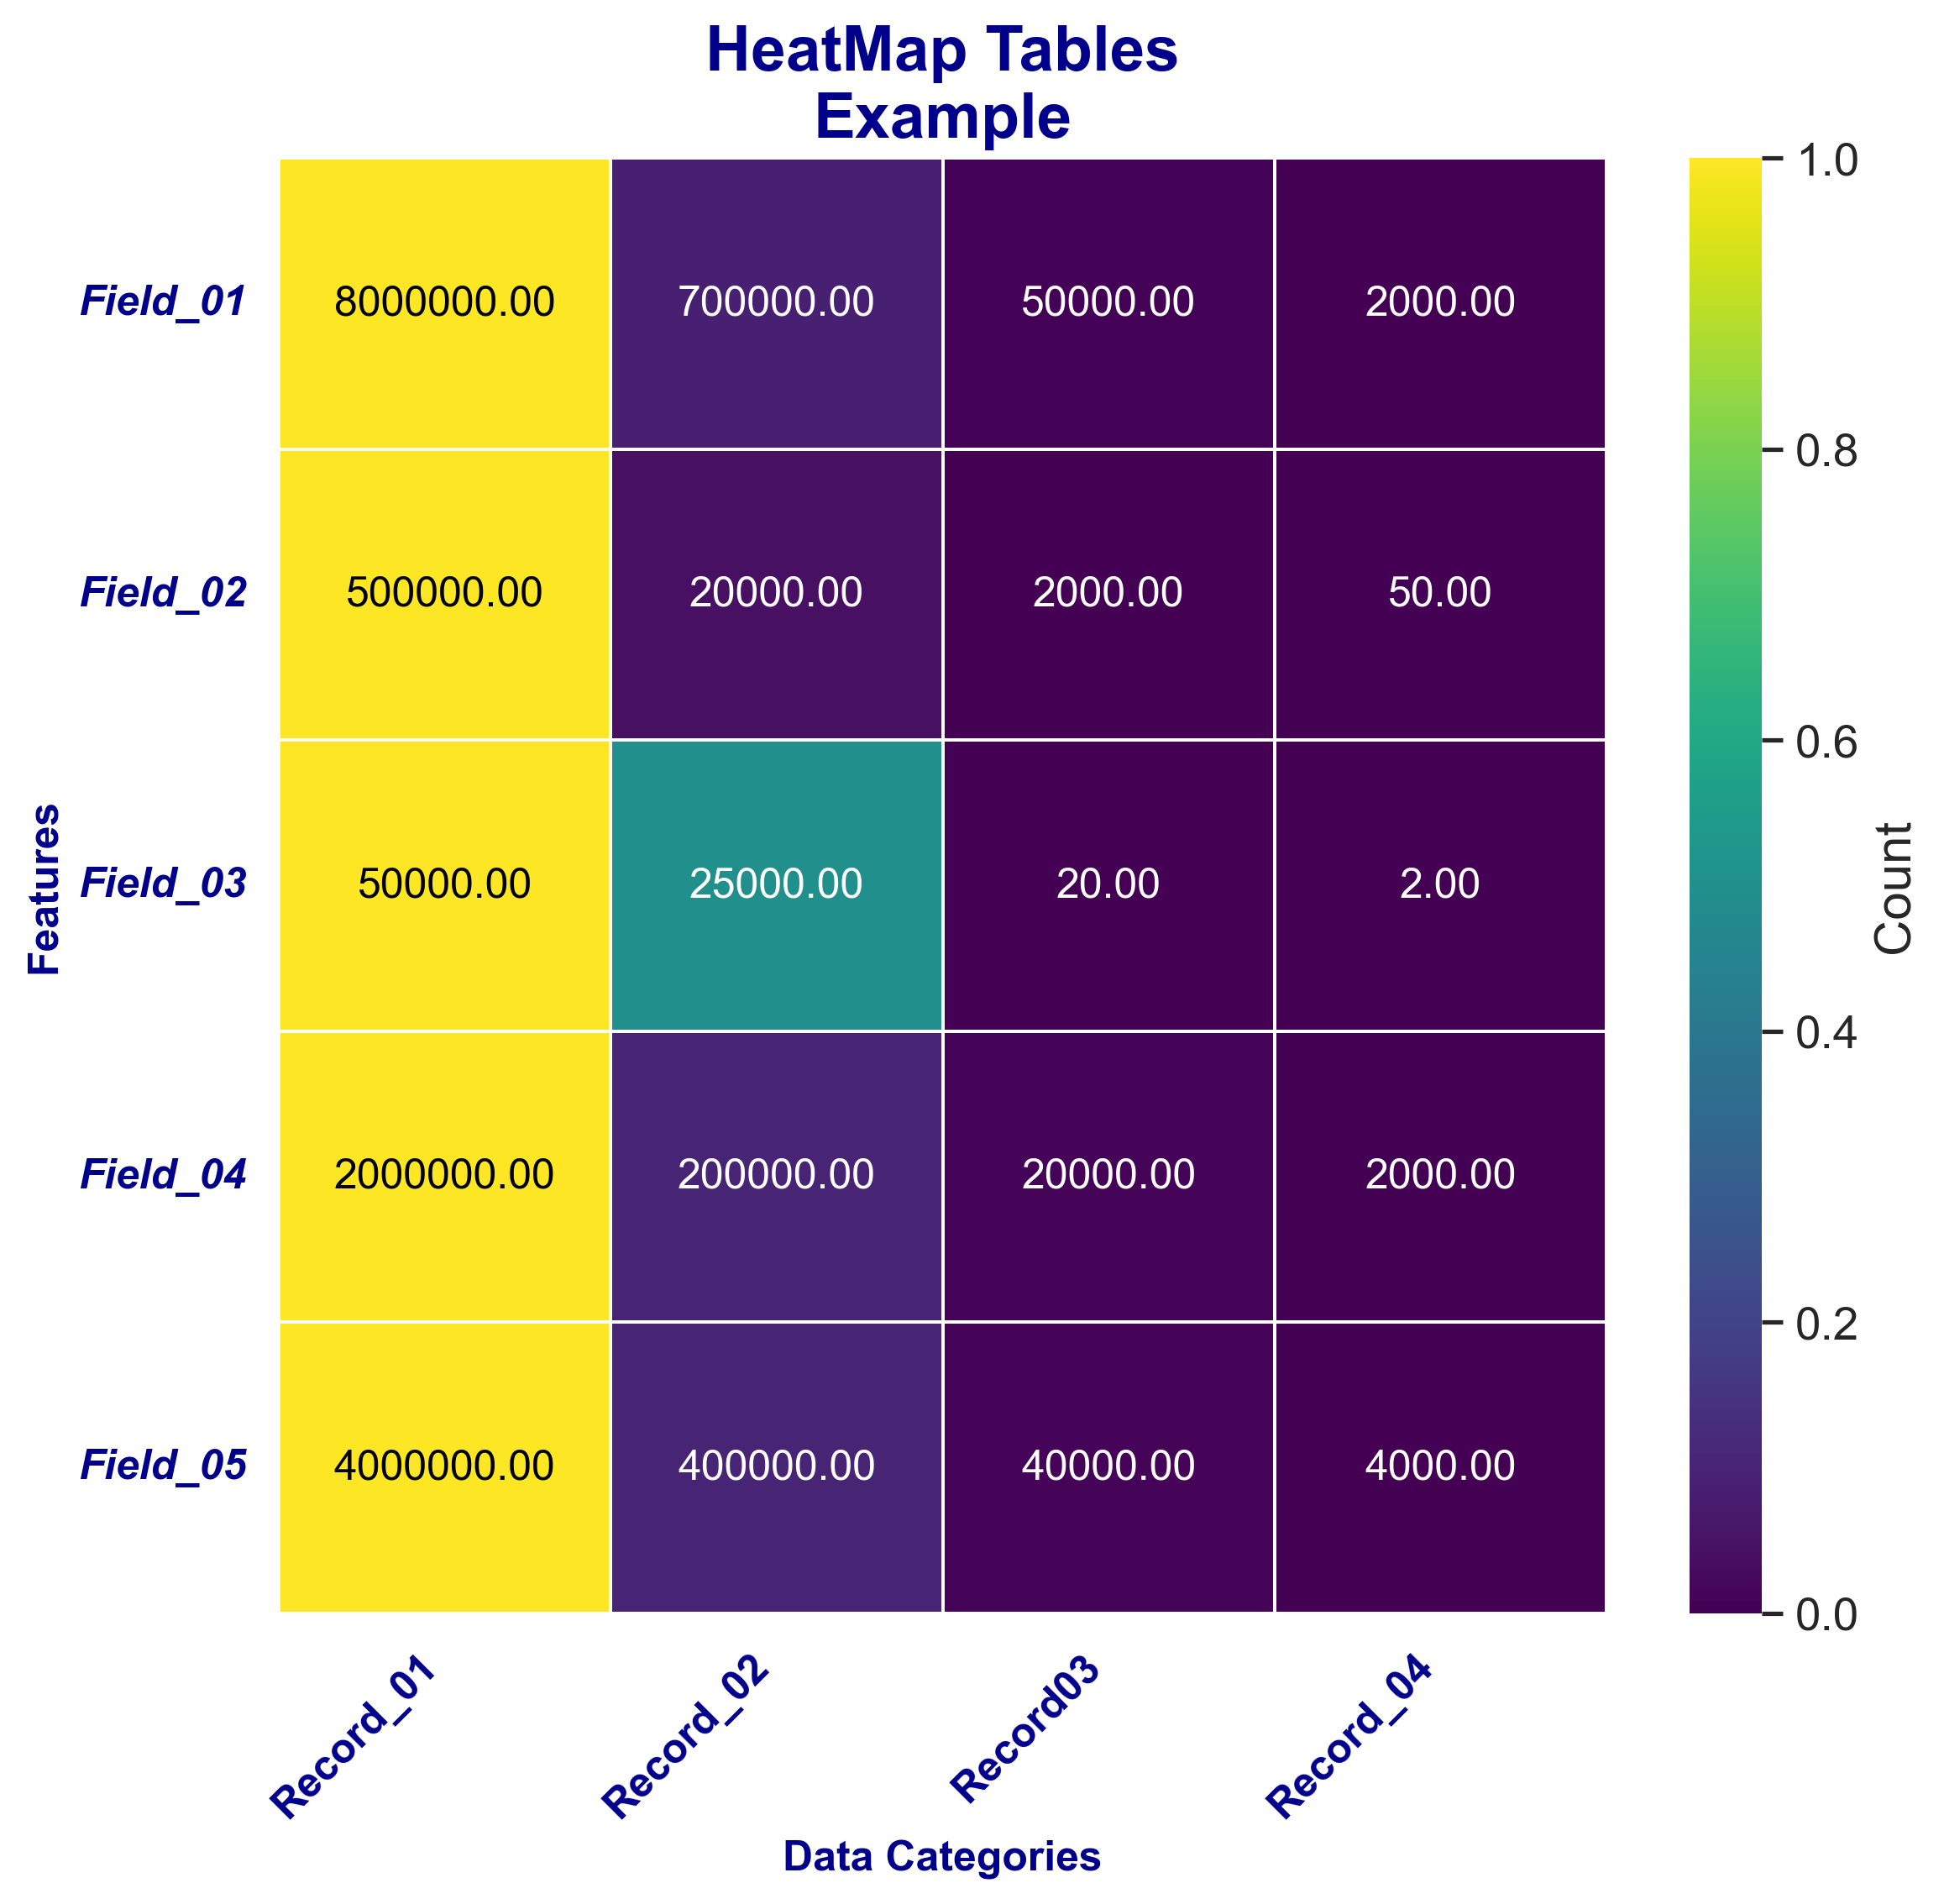 HeatMap Tables
Example
Field_01
8000000.00
700000.00
50000.00
2000.00
Field_02
500000.00
20000.00
2000.00
50.00
Field_03
50000.00
25000.00
20.00
2.00
Field_04
2000000.00
200000.00
20000.00
2000.00
Field_05
4000000.00
400000.00
40000.00
4000.00
Features
Record_01
Record_02
Record03
Record_04
Data Categories
1.0
0.8
0.6
0.4
0.2
0.0
Count